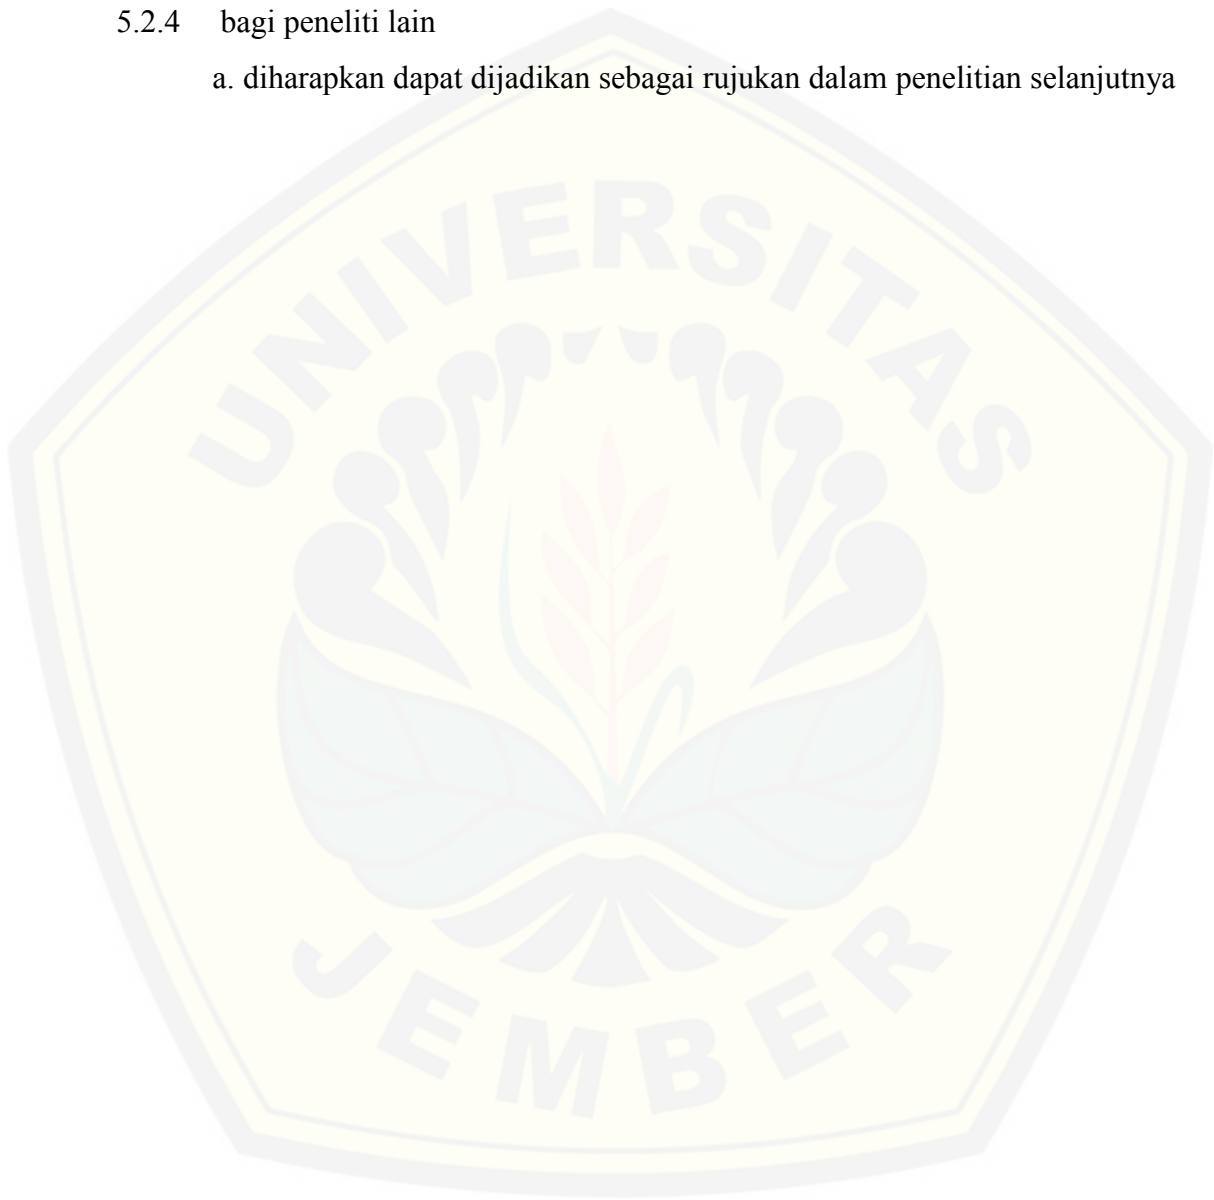 5.2.4 bagi peneliti lain
a. diharapkan dapat dijadikan sebagai rujukan dalam penelitian selanjutnya
UNIVERSITAS
JEMBER